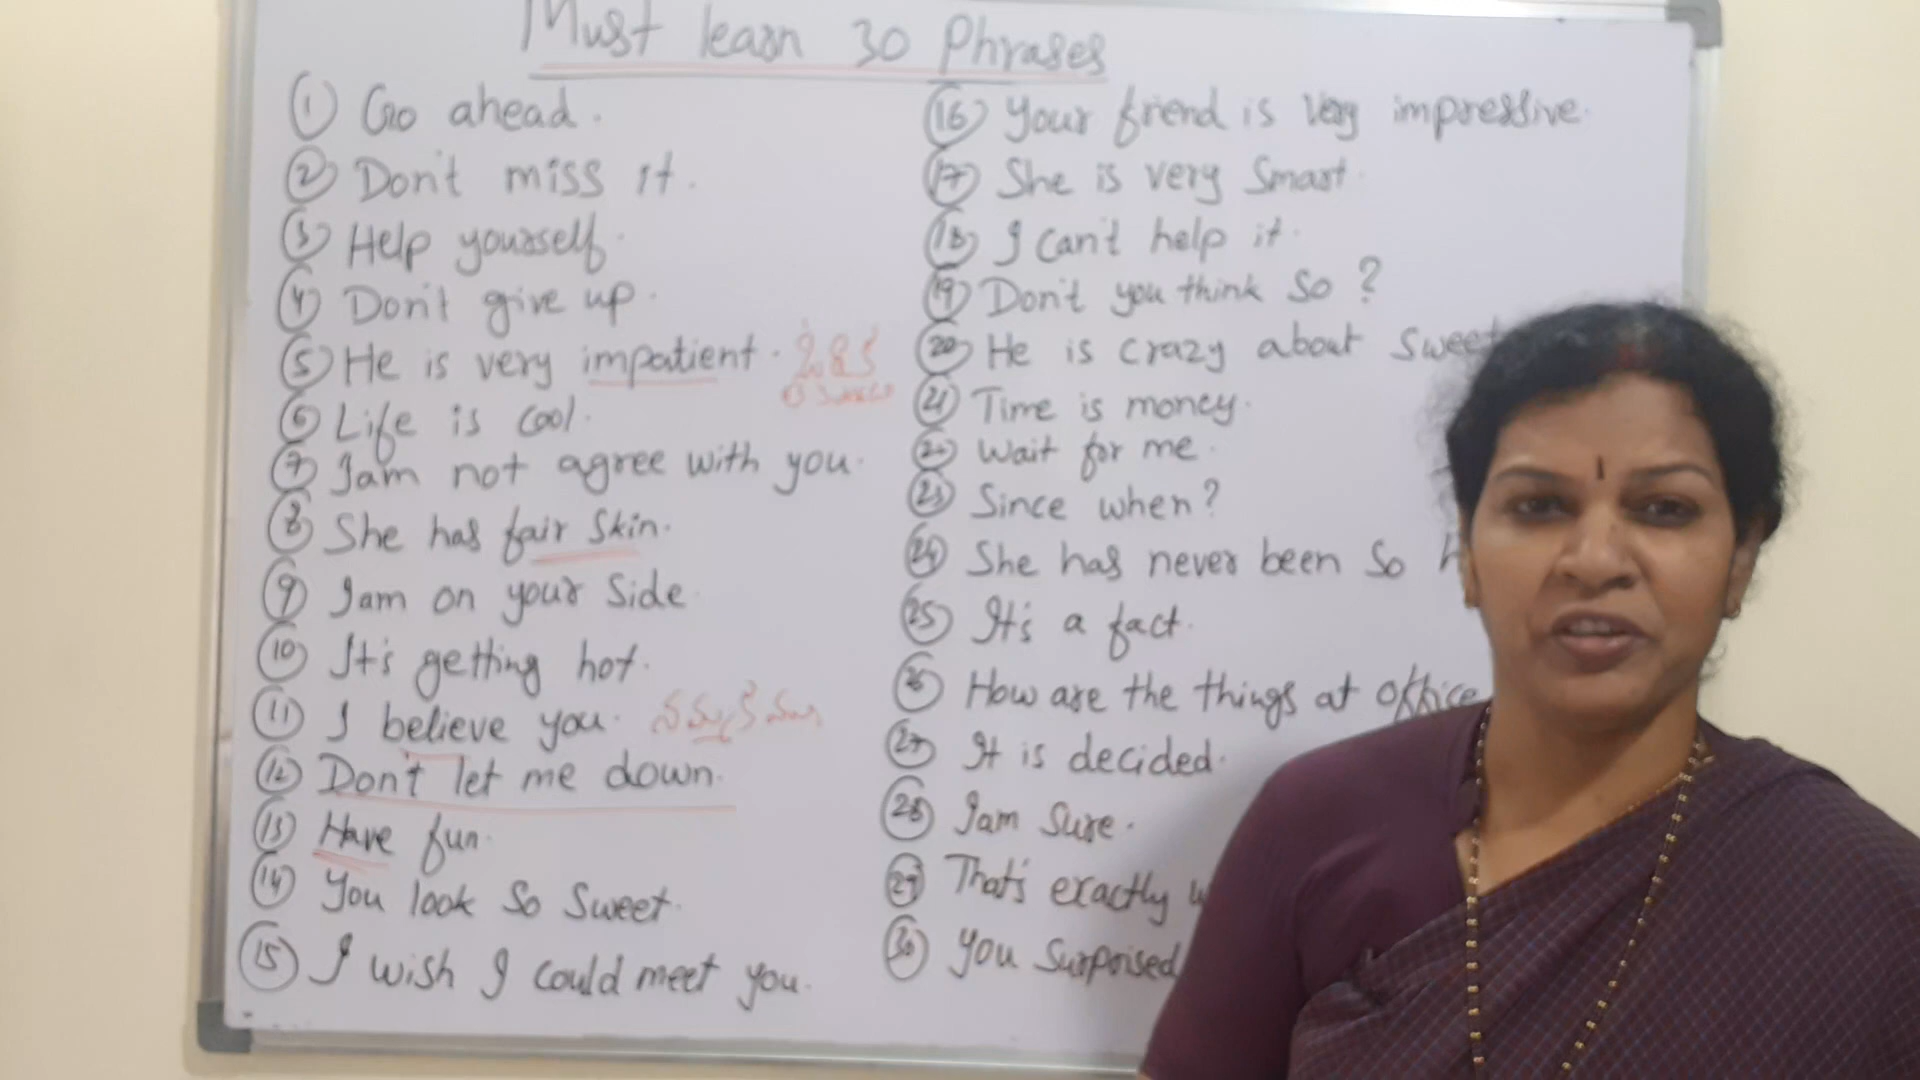 Must learn 30 Phrases
① Go ahead.
② Don't miss it.
③ Help yourself.
④ Don't give up.
⑤ He is very impatient.
⑥ Life is cool.
⑦ I am not agree with you.
⑧ She has fair Skin.
⑨ I am on your Side.
⑩ It's getting hot.
⑪ I believe you.
⑫ Don't let me down.
⑬ Have fun.
⑭ You look So Sweet.
⑮ I wish I could meet you.
⑯ Your friend is very impressive.
⑰ She is very Smart.
⑱ I Can't help it.
⑲ Don't you think So?
⑳ He is crazy about Sweet
㉑ Time is money.
㉒ Wait for me.
㉓ Since when?
㉔ She has never been So
㉕ It's a fact.
㉖ How are the things at office
㉗ It is decided.
㉘ I am Sure.
㉙ That's exactly
㉚ You Surprised